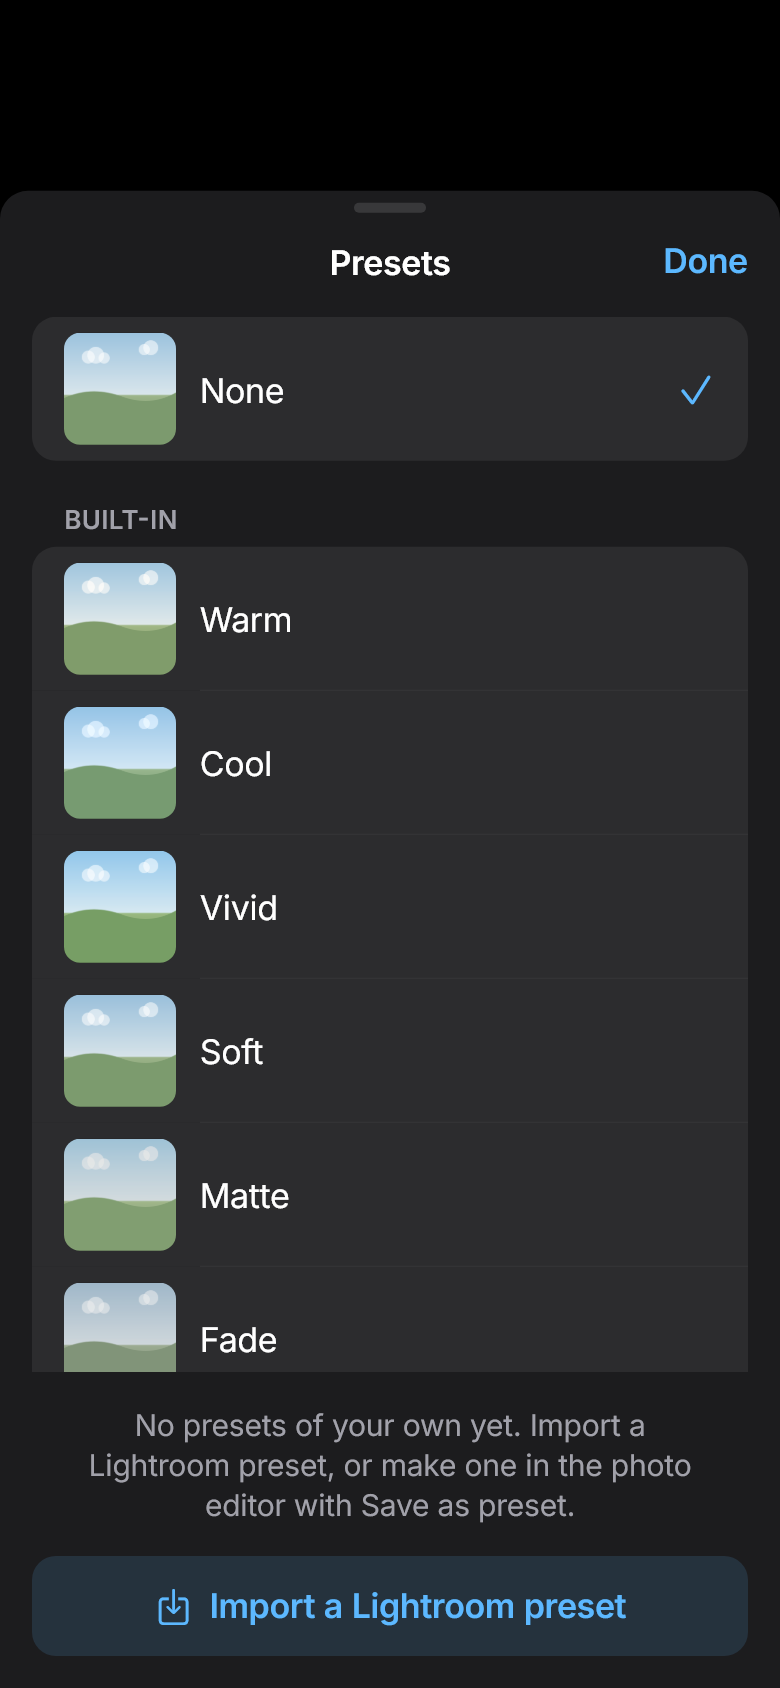 Presets
Done
None
BUILT-IN
Warm
Cool
Vivid
Soft
Matte
Fade
No presets of your own yet. Import a
Lightroom preset, or make one in the photo
editor with Save as preset.
Import a Lightroom preset